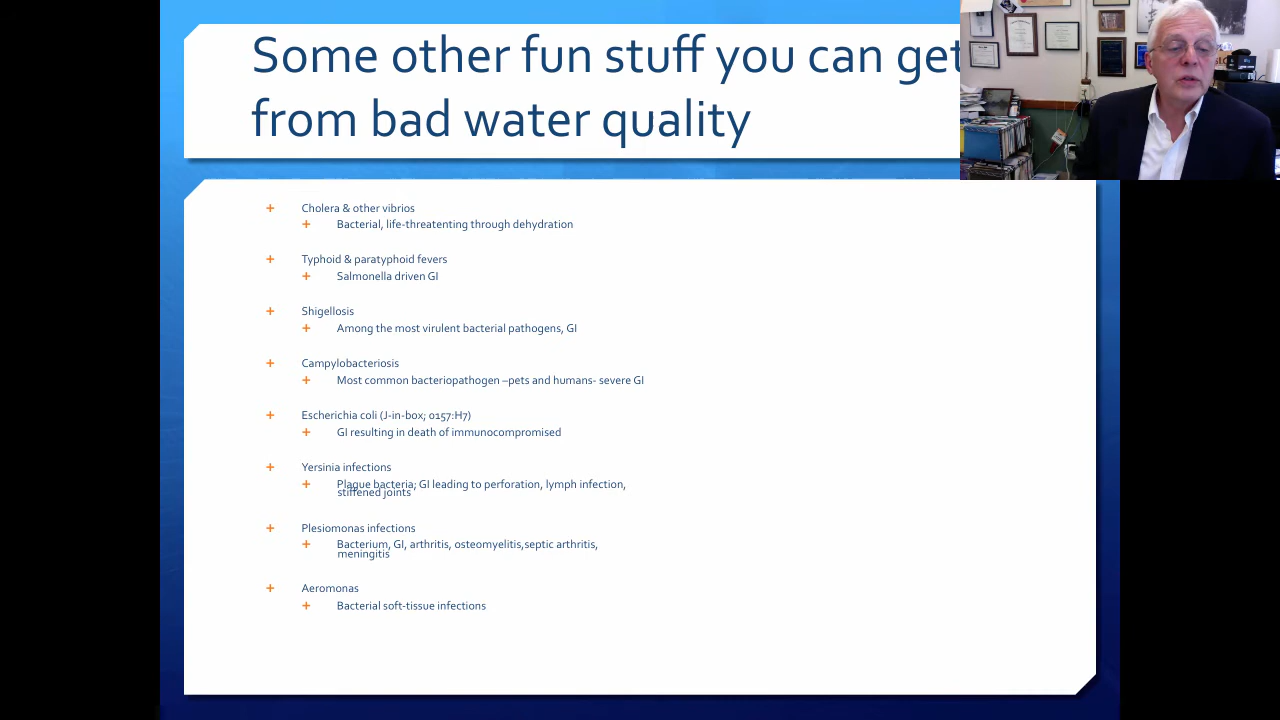 Some other fun stuff you can get
from bad water quality
Cholera & other vibrios
Bacterial, life-threatenting through dehydration
Typhoid & paratyphoid fevers
Salmonella driven GI
Shigellosis
Among the most virulent bacterial pathogens, GI
Campylobacteriosis
Most common bacteriopathogen –pets and humans- severe GI
Escherichia coli (J-in-box; 0157:H7)
GI resulting in death of immunocompromised
Yersinia infections
Plaque bacteria; GI leading to perforation, lymph infection,
stiffened joints
Plesiomonas infections
Bacterium, GI, arthritis, osteomyelitis,septic arthritis,
meningitis
Aeromonas
Bacterial soft-tissue infections